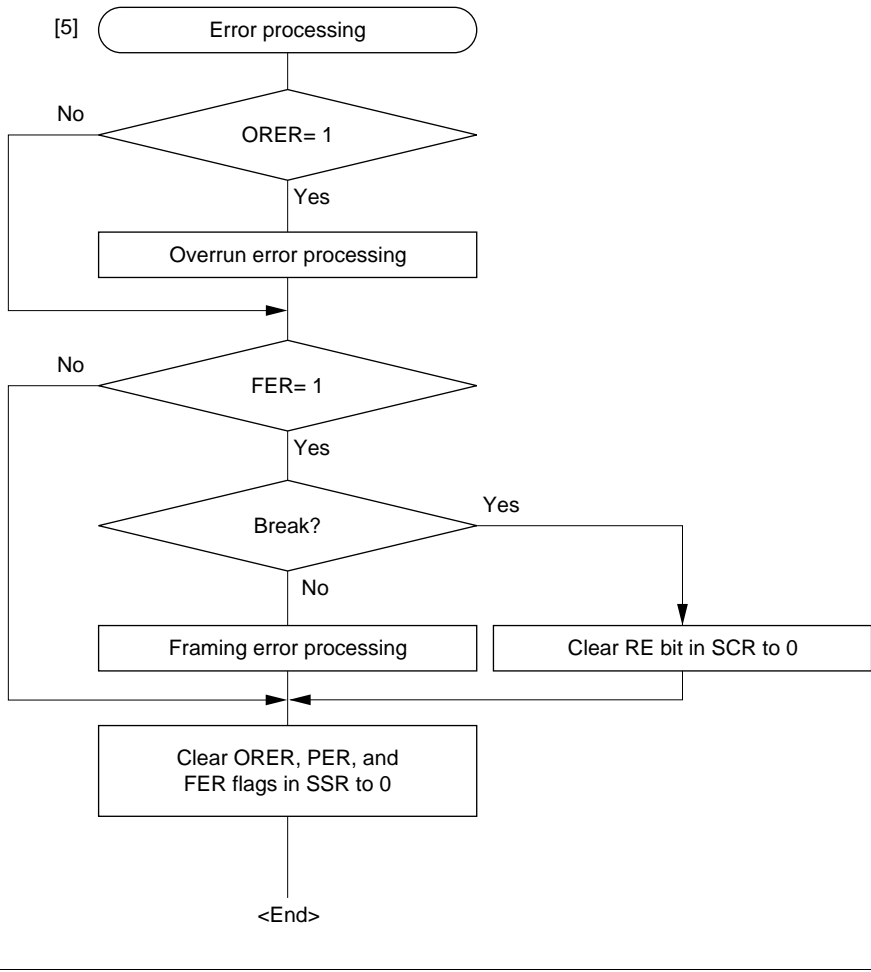 [5]
Error processing
No
ORER= 1
Yes
Overrun error processing
No
FER= 1
Yes
Break?
Yes
No
Framing error processing
Clear RE bit in SCR to 0
Clear ORER, PER, and
FER flags in SSR to 0
<End>